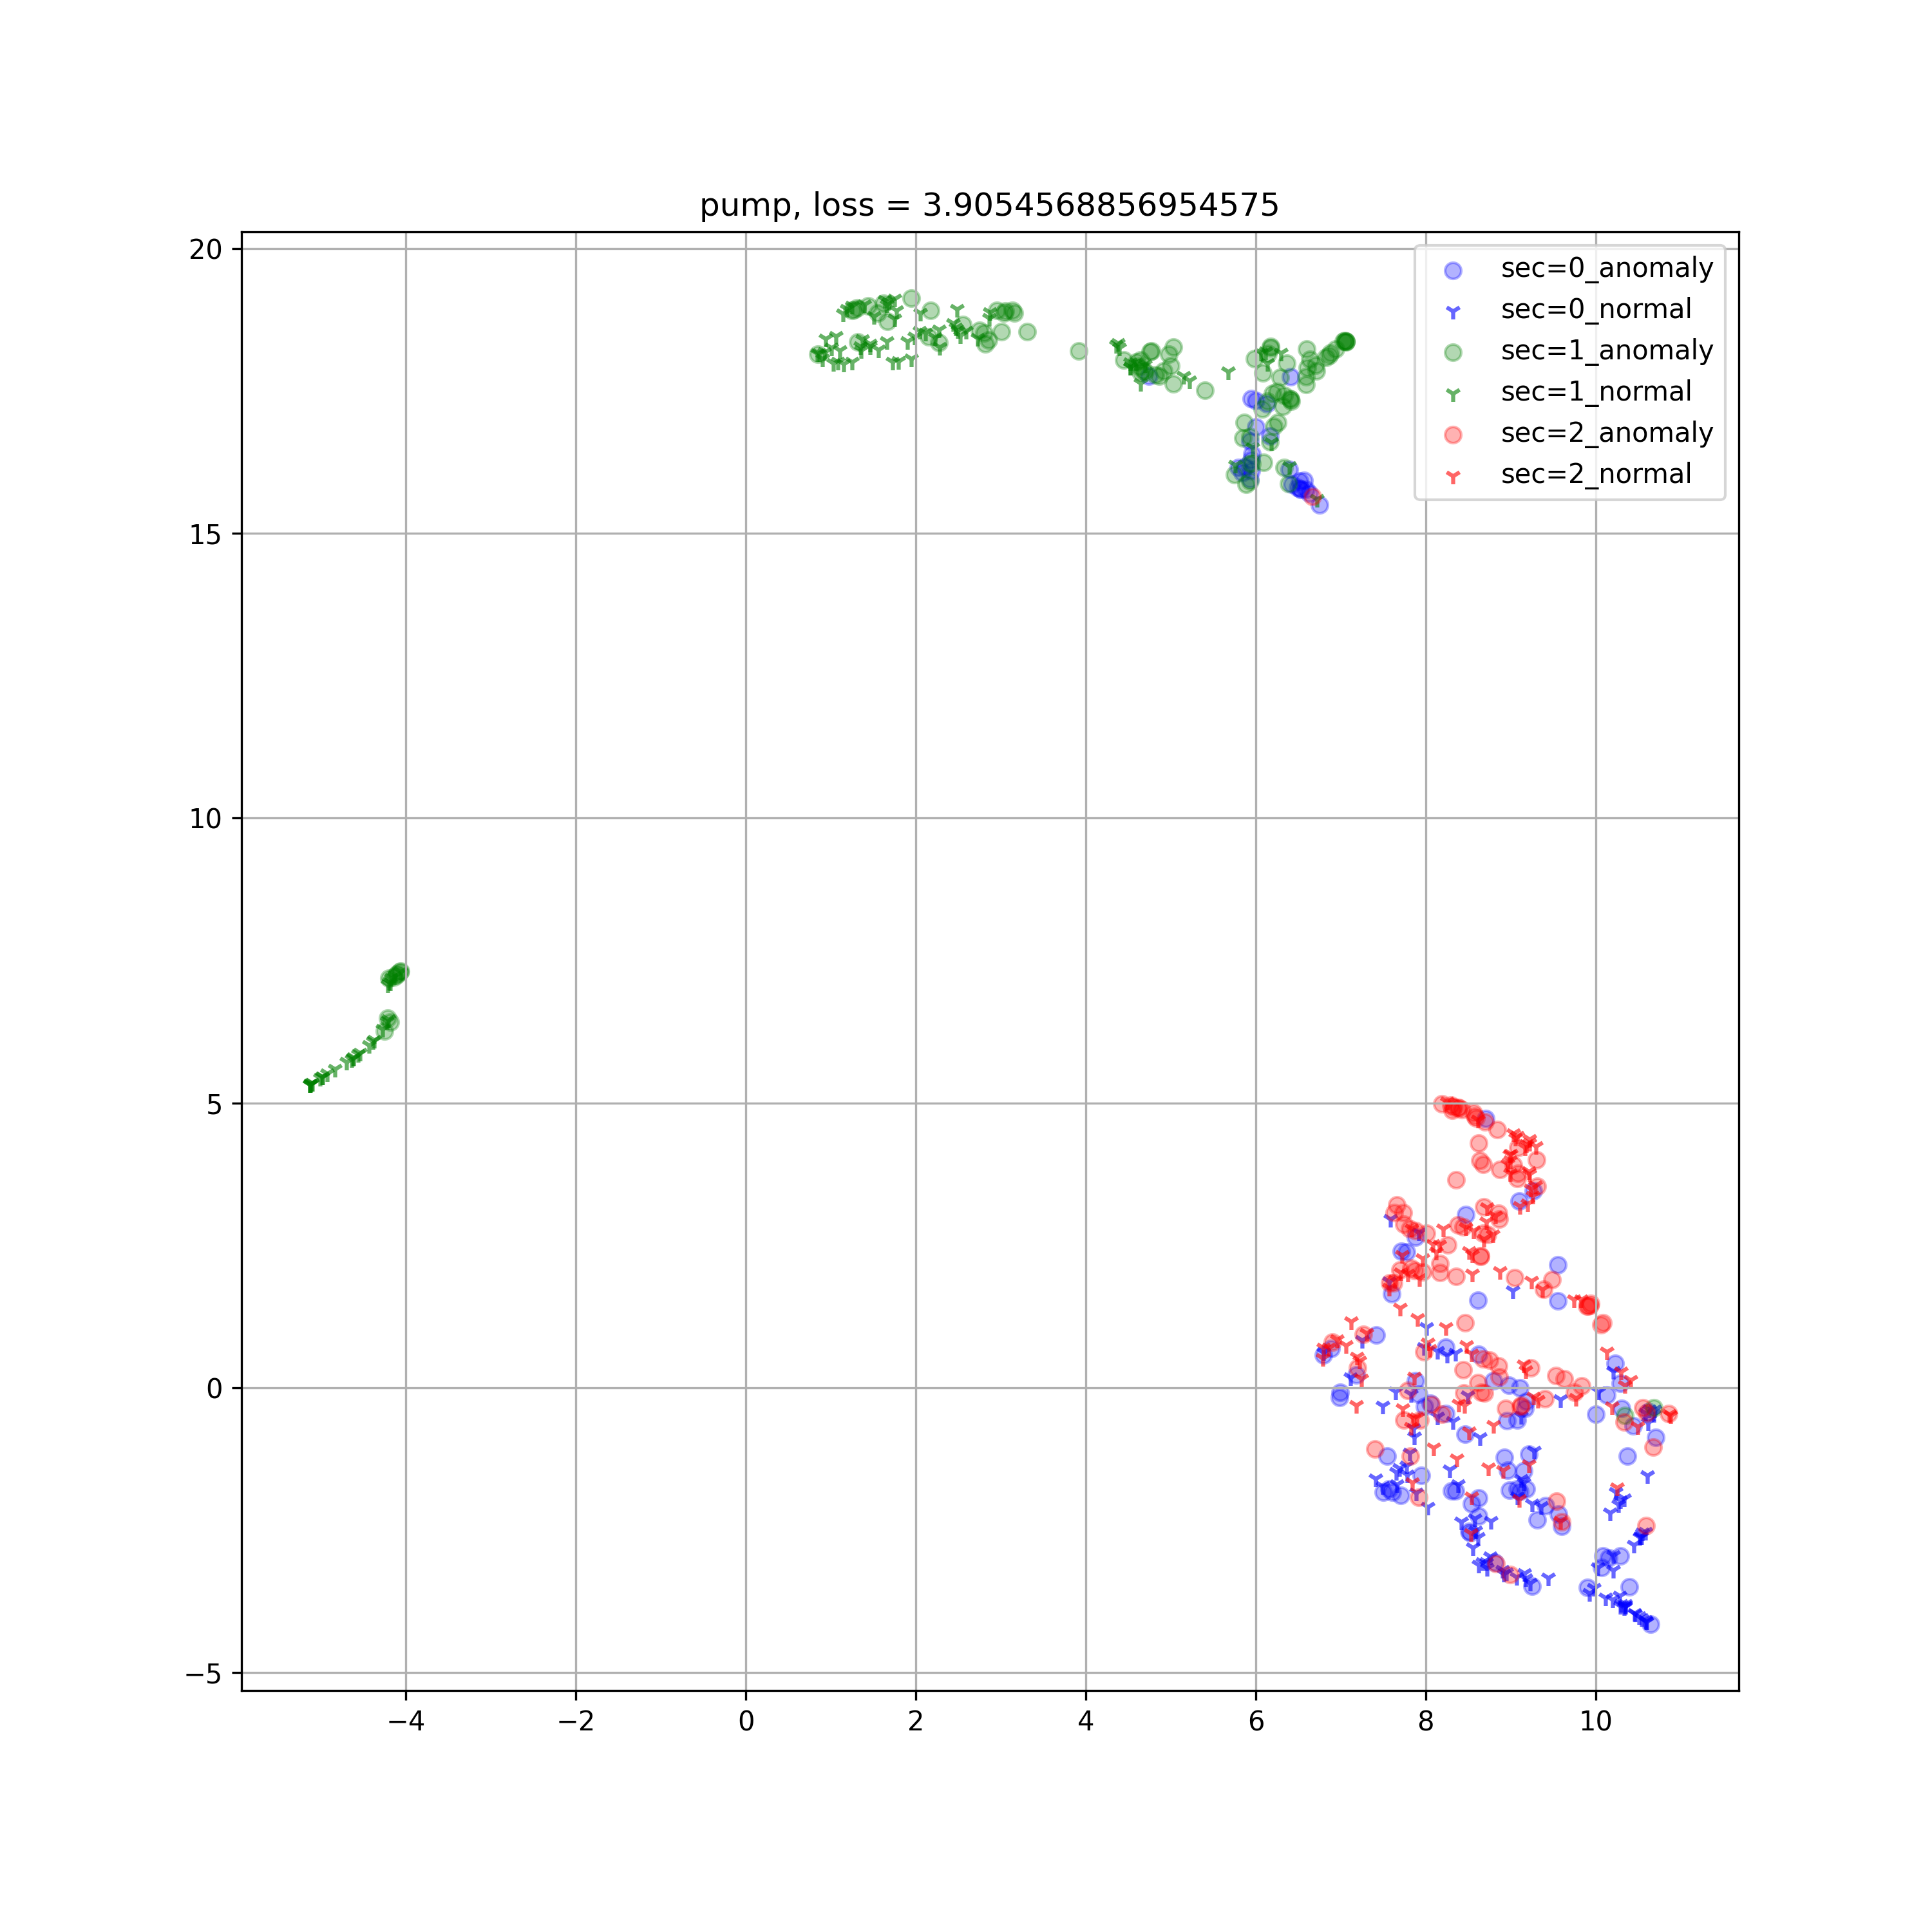 pump, loss = 3.9054568856954575
20
15
10
5
0
−5
−4
−2
0
2
4
6
8
10
sec=0_anomaly
sec=0_normal
sec=1_anomaly
sec=1_normal
sec=2_anomaly
sec=2_normal